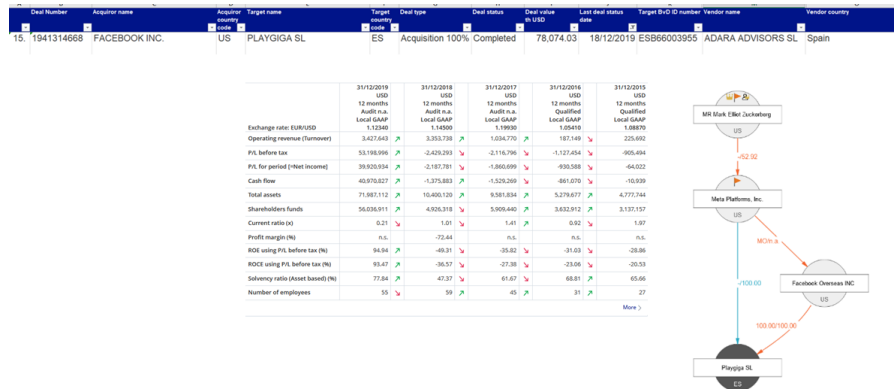 Deal Number Acquiror name Acquiror country code Target name Target country code Deal type Deal status Deal value th USD Last deal status date Target BvD ID number Vendor name Vendor country
15. 1941314668 FACEBOOK INC. US PLAYGIGA SL ES Acquisition 100% Completed 78,074.03 18/12/2019 ESB66003955 ADARA ADVISORS SL Spain
31/12/2019 31/12/2018 31/12/2017 31/12/2016 31/12/2015
USD USD USD USD USD
12 months 12 months 12 months 12 months 12 months
Audit n.a. Audit n.a. Audit n.a. Qualified Qualified
Local GAAP Local GAAP Local GAAP Local GAAP Local GAAP
Exchange rate: EUR/USD 1.12340 1.14500 1.19930 1.05410 1.08870
Operating revenue (Turnover) 3,427,643 3,353,738 1,034,770 187,149 225,692
P/L before tax 53,198,996 -2,429,293 -2,116,796 -1,127,454 -905,494
P/L for period [=Net income] 39,920,934 -2,187,781 -1,860,699 -930,588 -64,022
Cash flow 40,970,827 -1,375,883 -1,529,269 -861,070 -10,939
Total assets 71,987,112 10,400,120 9,581,834 5,279,677 4,777,744
Shareholders funds 56,036,911 4,926,318 5,909,440 3,632,912 3,137,157
Current ratio (x) 0.21 1.01 1.41 0.92 1.97
Profit margin (%) n.s. -72.44 n.s. n.s. n.s.
ROE using P/L before tax (%) 94.94 -49.31 -35.82 -31.03 -28.86
ROCE using P/L before tax (%) 93.47 -36.57 -27.38 -23.06 -20.53
Solvency ratio (Asset based) (%) 77.84 47.37 61.67 68.81 65.66
Number of employees 55 59 45 31 27
More >
MR Mark Elliot Zuckerberg
US
-/52.92
Meta Platforms, Inc.
US
MO/n.a.
-/100.00
Facebook Overseas INC
US
100.00/100.00
Playgiga SL
ES